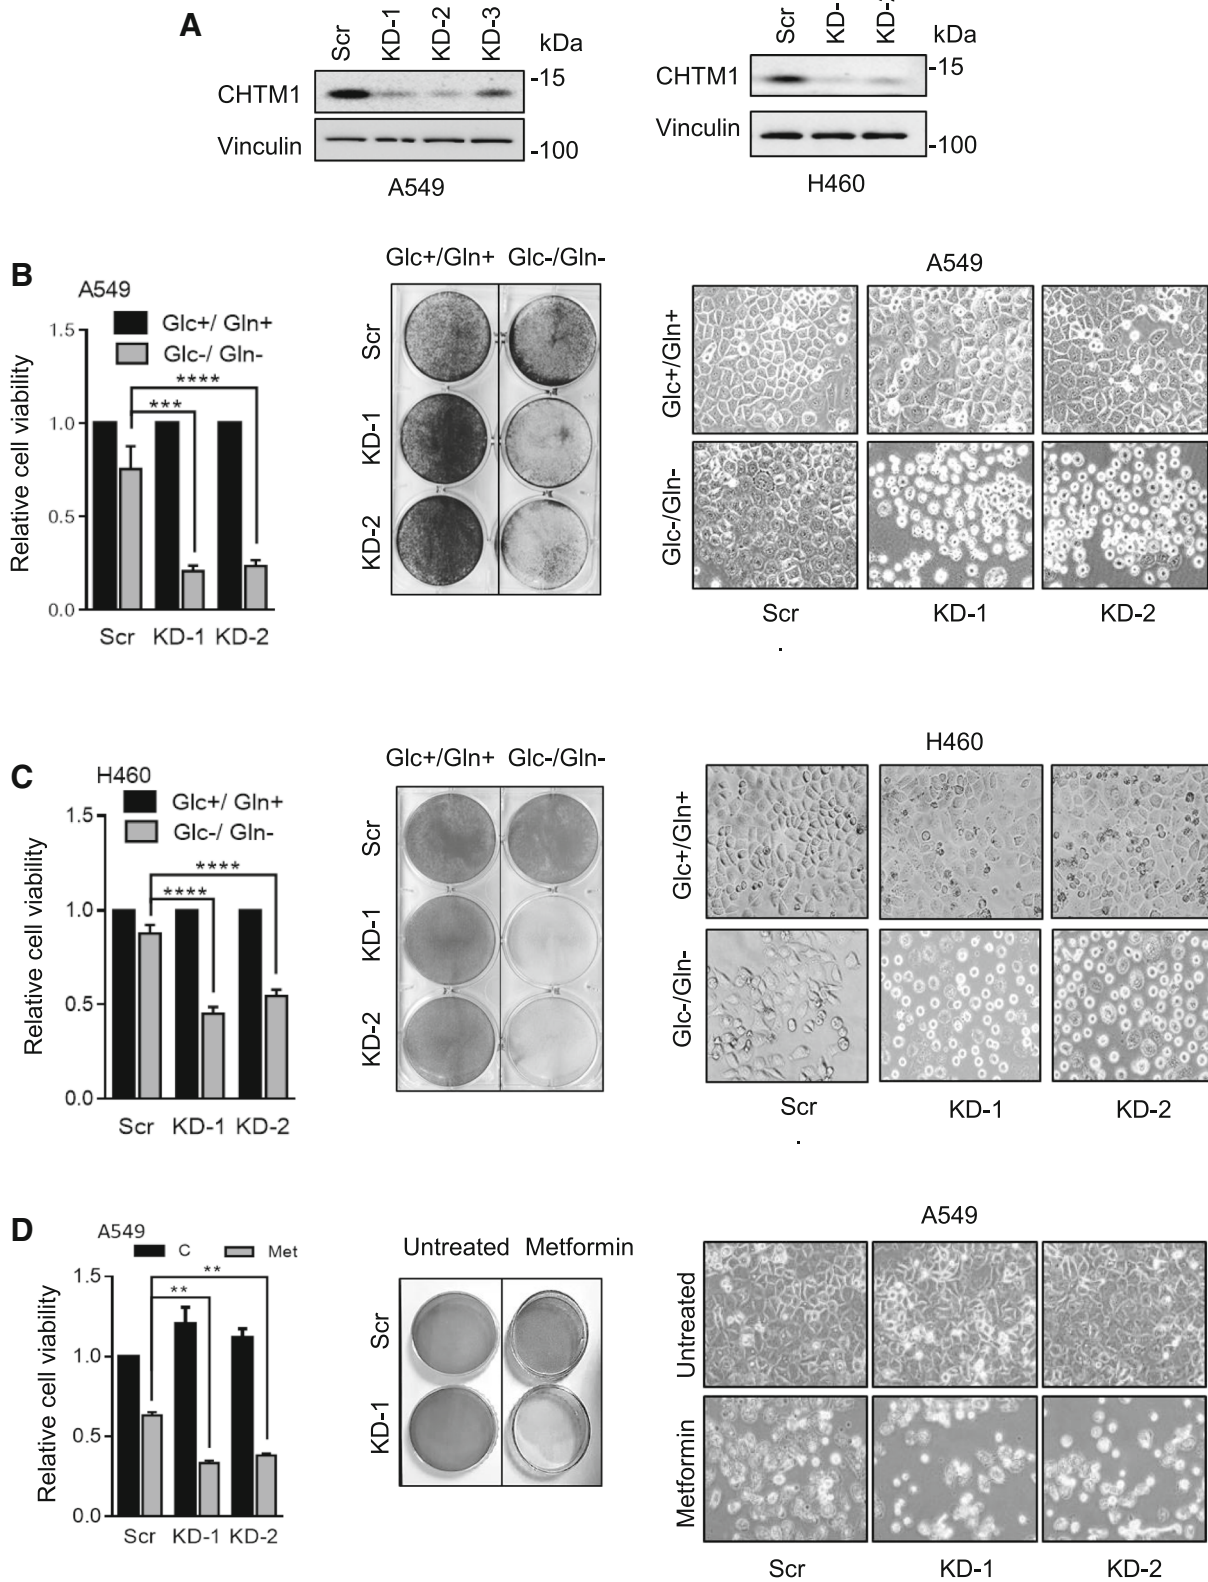 A
Scr
KD-1
KD-2
KD-3
kDa
CHTM1
-15
Vinculin
-100
A549
Scr
KD-
KD-
kDa
CHTM1
-15
Vinculin
-100
H460
B
A549
Glc+/ Gln+
Glc-/ Gln-
Relative cell viability
1.5
1.0
0.5
0.0
****
***
Scr
KD-1
KD-2
Glc+/Gln+
Glc-/Gln-
Scr
KD-1
KD-2
A549
Glc+/Gln+
Glc-/Gln-
Scr
KD-1
KD-2
.
C
H460
Glc+/ Gln+
Glc-/ Gln-
Relative cell viability
1.5
1.0
0.5
0.0
****
****
Scr
KD-1
KD-2
Glc+/Gln+
Glc-/Gln-
Scr
KD-1
KD-2
H460
Glc+/Gln+
Glc-/Gln-
Scr
KD-1
KD-2
.
D
A549
C
Met
Relative cell viability
1.5
1.0
0.5
0.0
**
**
Scr
KD-1
KD-2
Untreated
Metformin
Scr
KD-1
A549
Untreated
Metformin
Scr
KD-1
KD-2